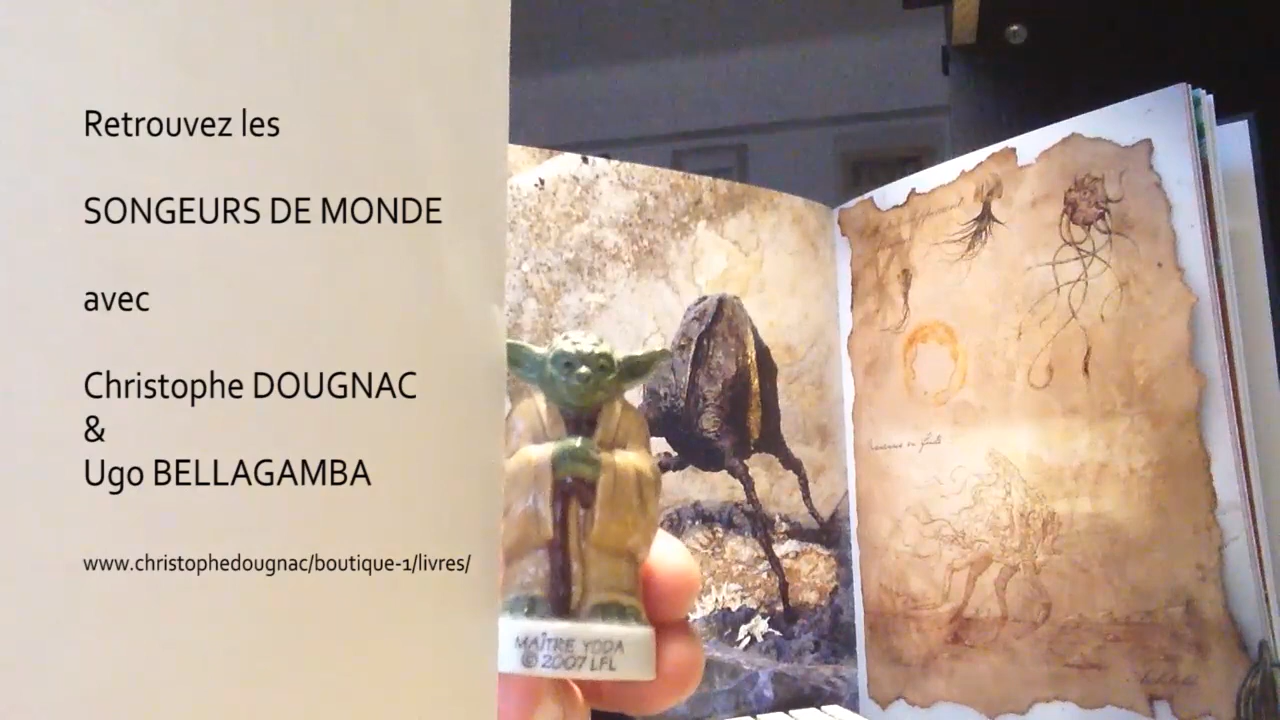 Retrouvez les
SONGEURS DE MONDE
avec
Christophe DOUGNAC
&
Ugo BELLAGAMBA
www.christophedougnac/boutique-1/livres/
MAÎTRE YODA
© 2007 LFL